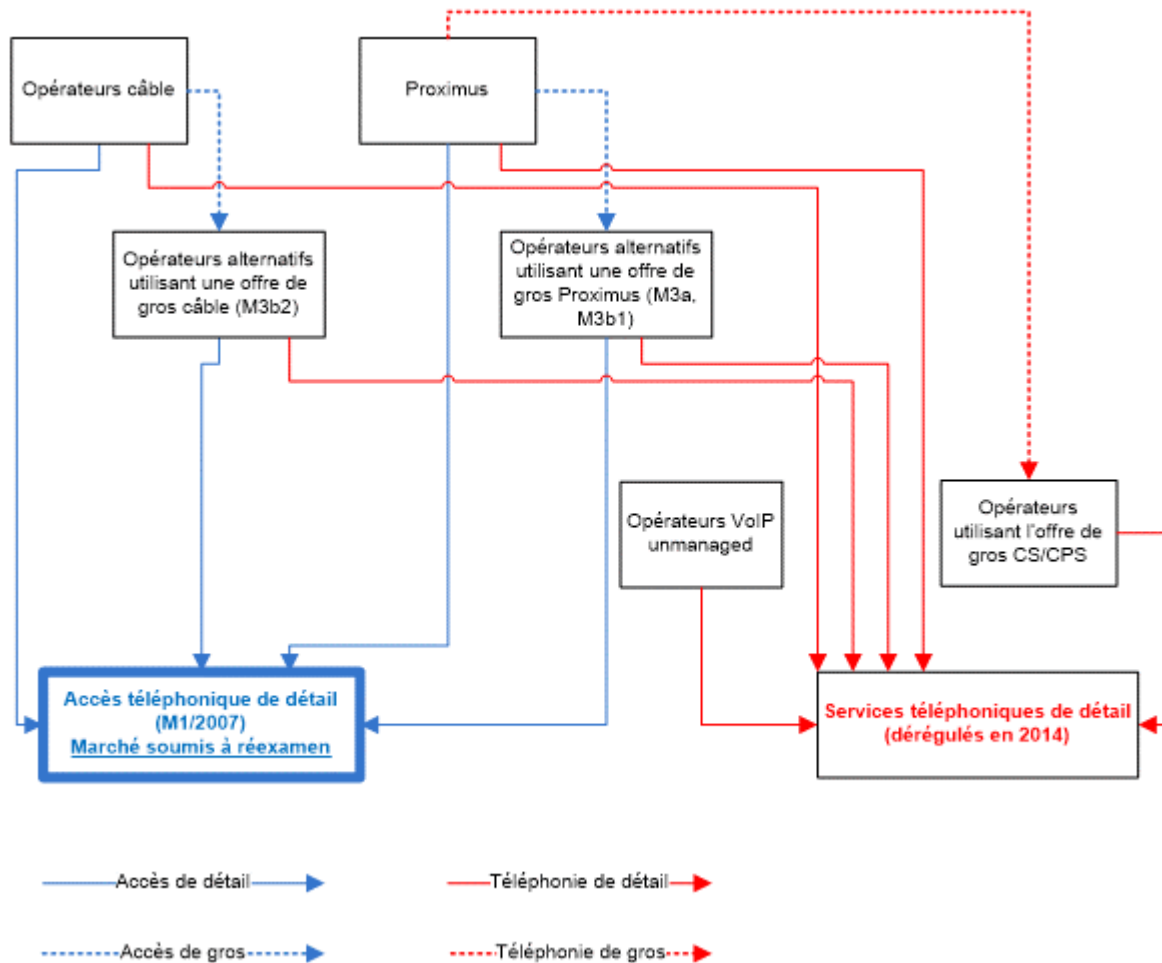 Opérateurs câble
Proximus
Opérateurs alternatifs
utilisant une offre de
gros câble (M3b2)
Opérateurs alternatifs
utilisant une offre de
gros Proximus (M3a,
M3b1)
Opérateurs VoIP
unmanaged
Opérateurs
utilisant l'offre de
gros CS/CPS
Accès téléphonique de détail
(M1/2007)
Marché soumis à réexamen
Services téléphoniques de détail
(dérégulés en 2014)
Accès de détail
Téléphonie de détail
Accès de gros
Téléphonie de gros